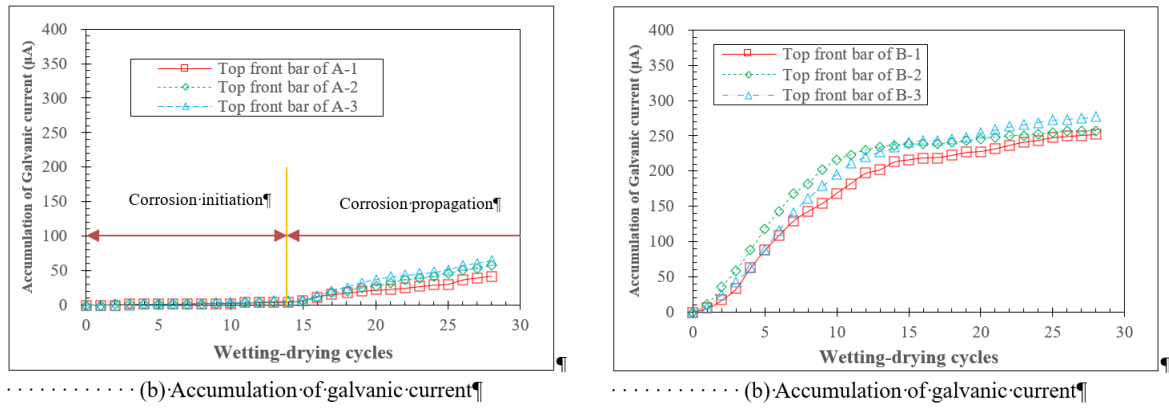 Accumulation of Galvanic current (µA)
400
350
300
250
200
150
100
50
0
Top front bar of A-1
Top front bar of A-2
Top front bar of A-3
Corrosion·initiation¶
Corrosion·propagation¶
0 5 10 15 20 25 30
Wetting-drying cycles
¶
· · · · · · · · · · · · (b)·Accumulation·of·galvanic·current¶
Accumulation of Galvanic current (µA)
400
350
300
250
200
150
100
50
0
Top front bar of B-1
Top front bar of B-2
Top front bar of B-3
0 5 10 15 20 25 30
Wetting-drying cycles
¶
· · · · · · · · · · · · (b)·Accumulation·of·galvanic·current¶